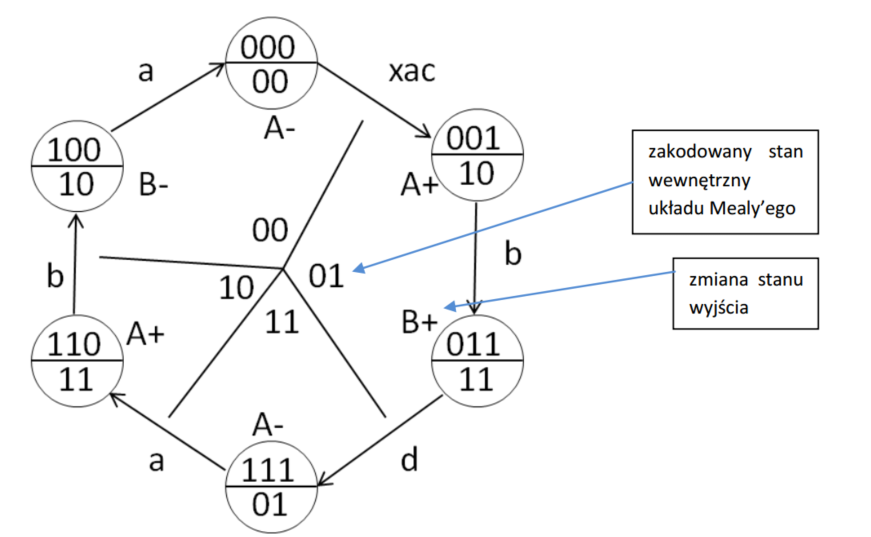 000
00
A-
a
xac
100
10
B-
001
10
A+
zakodowany stan
wewnętrzny
układu Mealy’ego
00
01
10
11
b
b
zmiana stanu
wyjścia
B+
011
11
110
11
A+
A-
111
01
a
d